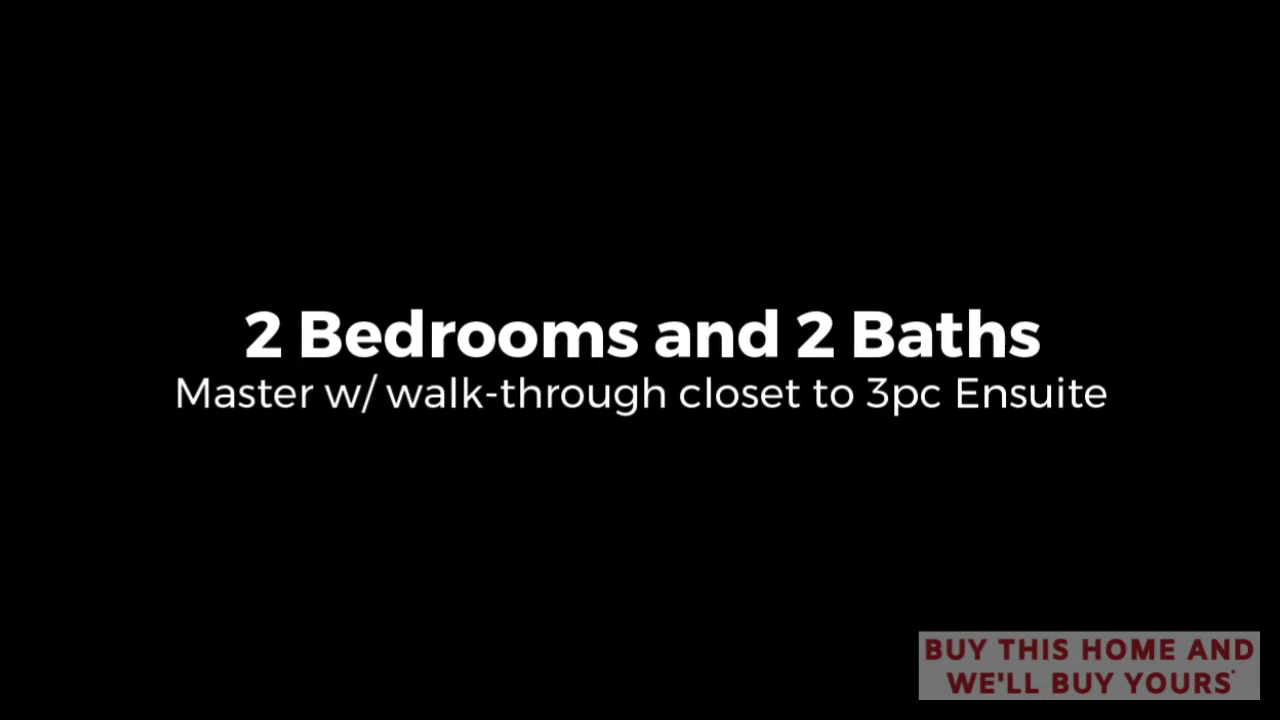 2 Bedrooms and 2 Baths
Master w/ walk-through closet to 3pc Ensuite
BUY THIS HOME AND
WE'LL BUY YOURS*